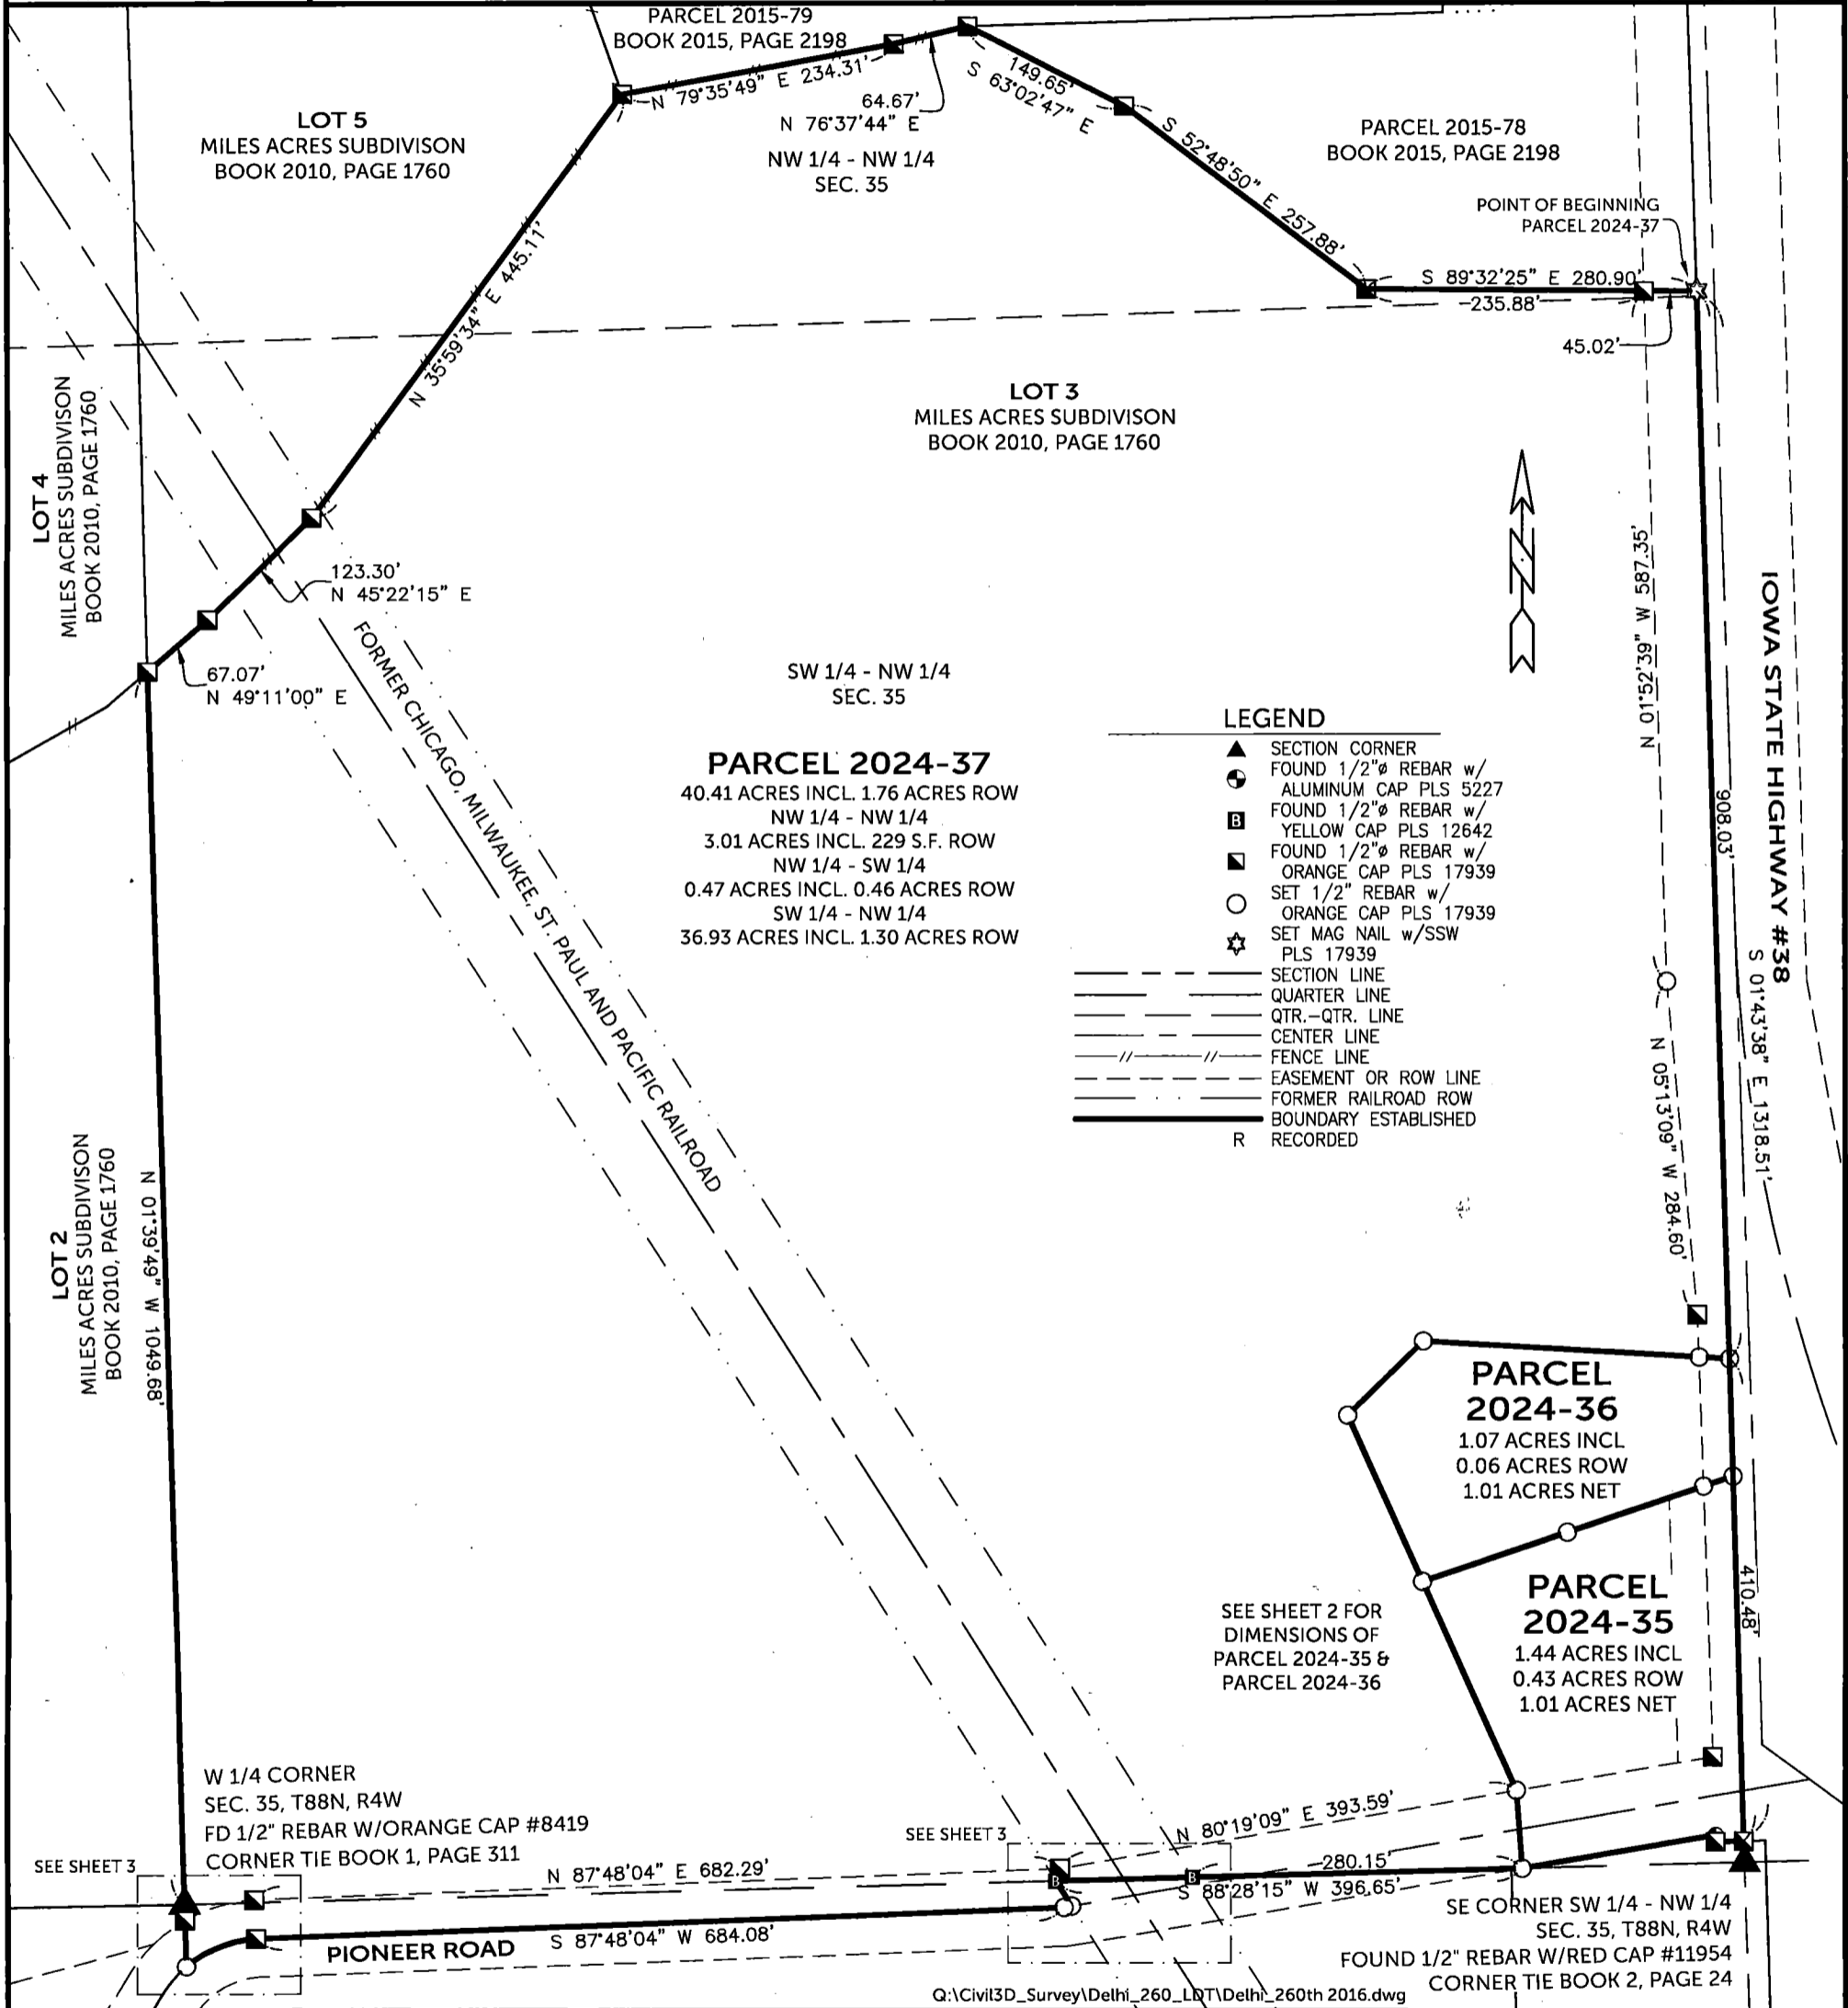 PARCEL 2015-79
BOOK 2015, PAGE 2198
N 79°35'49" E 234.31'
64.67'
N 76°37'44" E
149.65'
S 63°02'47" E
S 52°48'50" E 257.88'
LOT 5
MILES ACRES SUBDIVISON
BOOK 2010, PAGE 1760
NW 1/4 - NW 1/4
SEC. 35
PARCEL 2015-78
BOOK 2015, PAGE 2198
POINT OF BEGINNING
PARCEL 2024-37
S 89°32'25" E 280.90'
235.88'
45.02'
N 35°59'34" E 445.11'
LOT 3
MILES ACRES SUBDIVISON
BOOK 2010, PAGE 1760
LOT 4
MILES ACRES SUBDIVISON
BOOK 2010, PAGE 1760
123.30'
N 45°22'15" E
67.07'
N 49°11'00" E
FORMER CHICAGO, MILWAUKEE, ST. PAUL AND PACIFIC RAILROAD
N
N 01°52'39" W 587.35'
IOWA STATE HIGHWAY #38
908.03'
S 01°43'38" E 1318.51'
N 05°13'09" W 284.60'
SW 1/4 - NW 1/4
SEC. 35
PARCEL 2024-37
40.41 ACRES INCL. 1.76 ACRES ROW
NW 1/4 - NW 1/4
3.01 ACRES INCL. 229 S.F. ROW
NW 1/4 - SW 1/4
0.47 ACRES INCL. 0.46 ACRES ROW
SW 1/4 - NW 1/4
36.93 ACRES INCL. 1.30 ACRES ROW
LEGEND
SECTION CORNER
FOUND 1/2"ø REBAR w/
ALUMINUM CAP PLS 5227
B FOUND 1/2"ø REBAR w/
YELLOW CAP PLS 12642
FOUND 1/2"ø REBAR w/
ORANGE CAP PLS 17939
SET 1/2" REBAR w/
ORANGE CAP PLS 17939
SET MAG NAIL w/SSW
PLS 17939
SECTION LINE
QUARTER LINE
QTR.-QTR. LINE
CENTER LINE
FENCE LINE
EASEMENT OR ROW LINE
FORMER RAILROAD ROW
BOUNDARY ESTABLISHED
R RECORDED
LOT 2
MILES ACRES SUBDIVISON
BOOK 2010, PAGE 1760
N 01°39'49" W 1049.68'
PARCEL
2024-36
1.07 ACRES INCL
0.06 ACRES ROW
1.01 ACRES NET
PARCEL
2024-35
1.44 ACRES INCL
0.43 ACRES ROW
1.01 ACRES NET
410.48'
SEE SHEET 2 FOR
DIMENSIONS OF
PARCEL 2024-35 &
PARCEL 2024-36
W 1/4 CORNER
SEC. 35, T88N, R4W
FD 1/2" REBAR W/ORANGE CAP #8419
CORNER TIE BOOK 1, PAGE 311
SEE SHEET 3
SEE SHEET 3
N 87°48'04" E 682.29'
N 80°19'09" E 393.59'
B
B
280.15'
S 88°28'15" W 396.65'
PIONEER ROAD
S 87°48'04" W 684.08'
SE CORNER SW 1/4 - NW 1/4
SEC. 35, T88N, R4W
FOUND 1/2" REBAR W/RED CAP #11954
CORNER TIE BOOK 2, PAGE 24
Q:\Civil3D_Survey\Delhi_260_LDT\Delhi_260th 2016.dwg